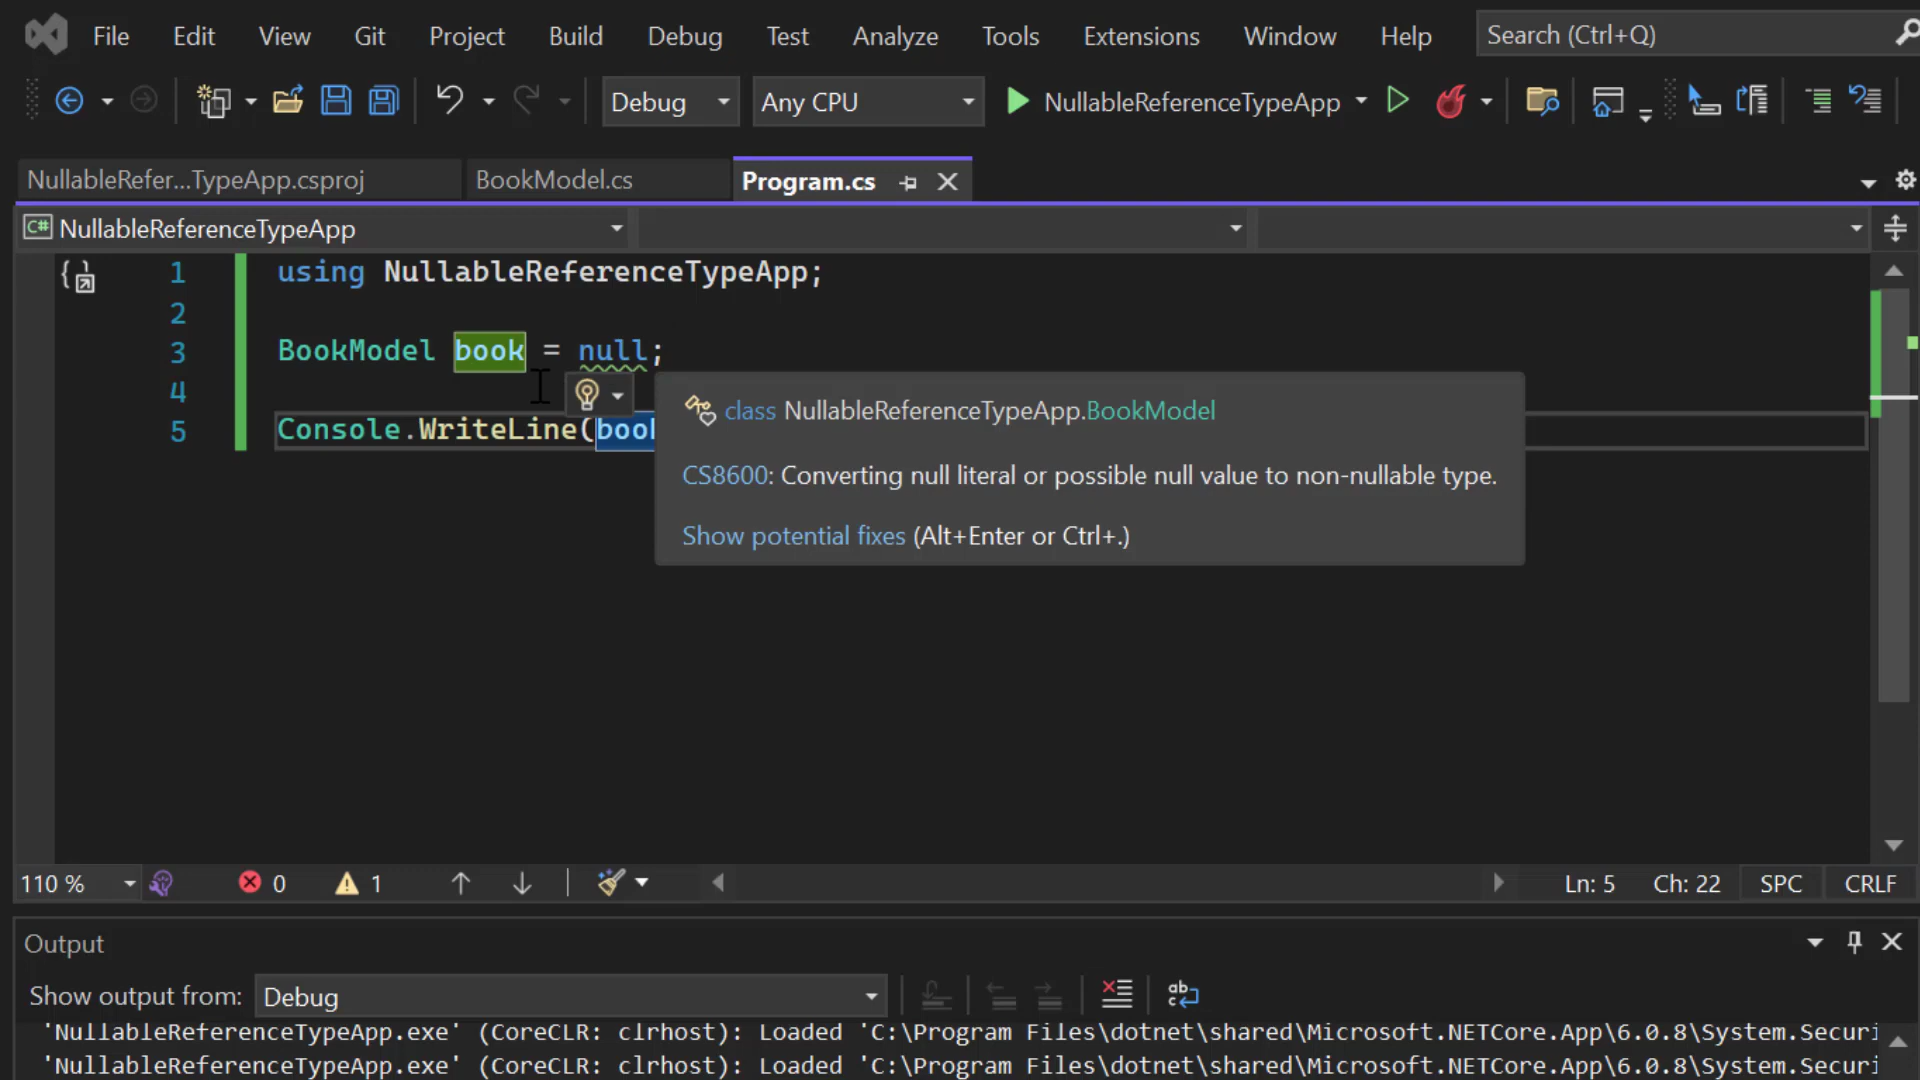 File Edit View Git Project Build Debug Test Analyze Tools Extensions Window Help Search (Ctrl+Q)
Debug Any CPU NullableReferenceTypeApp
NullableRefer...TypeApp.csproj BookModel.cs Program.cs
C# NullableReferenceTypeApp
1 using NullableReferenceTypeApp;
2
3 BookModel book = null;
4
5 Console.WriteLine(book
class NullableReferenceTypeApp.BookModel
CS8600: Converting null literal or possible null value to non-nullable type.
Show potential fixes (Alt+Enter or Ctrl+.)
110 % 0 1 Ln: 5 Ch: 22 SPC CRLF
Output
Show output from: Debug
'NullableReferenceTypeApp.exe' (CoreCLR: clrhost): Loaded 'C:\Program Files\dotnet\shared\Microsoft.NETCore.App\6.0.8\System.Securi
'NullableReferenceTypeApp.exe' (CoreCLR: clrhost): Loaded 'C:\Program Files\dotnet\shared\Microsoft.NETCore.App\6.0.8\System.Securi